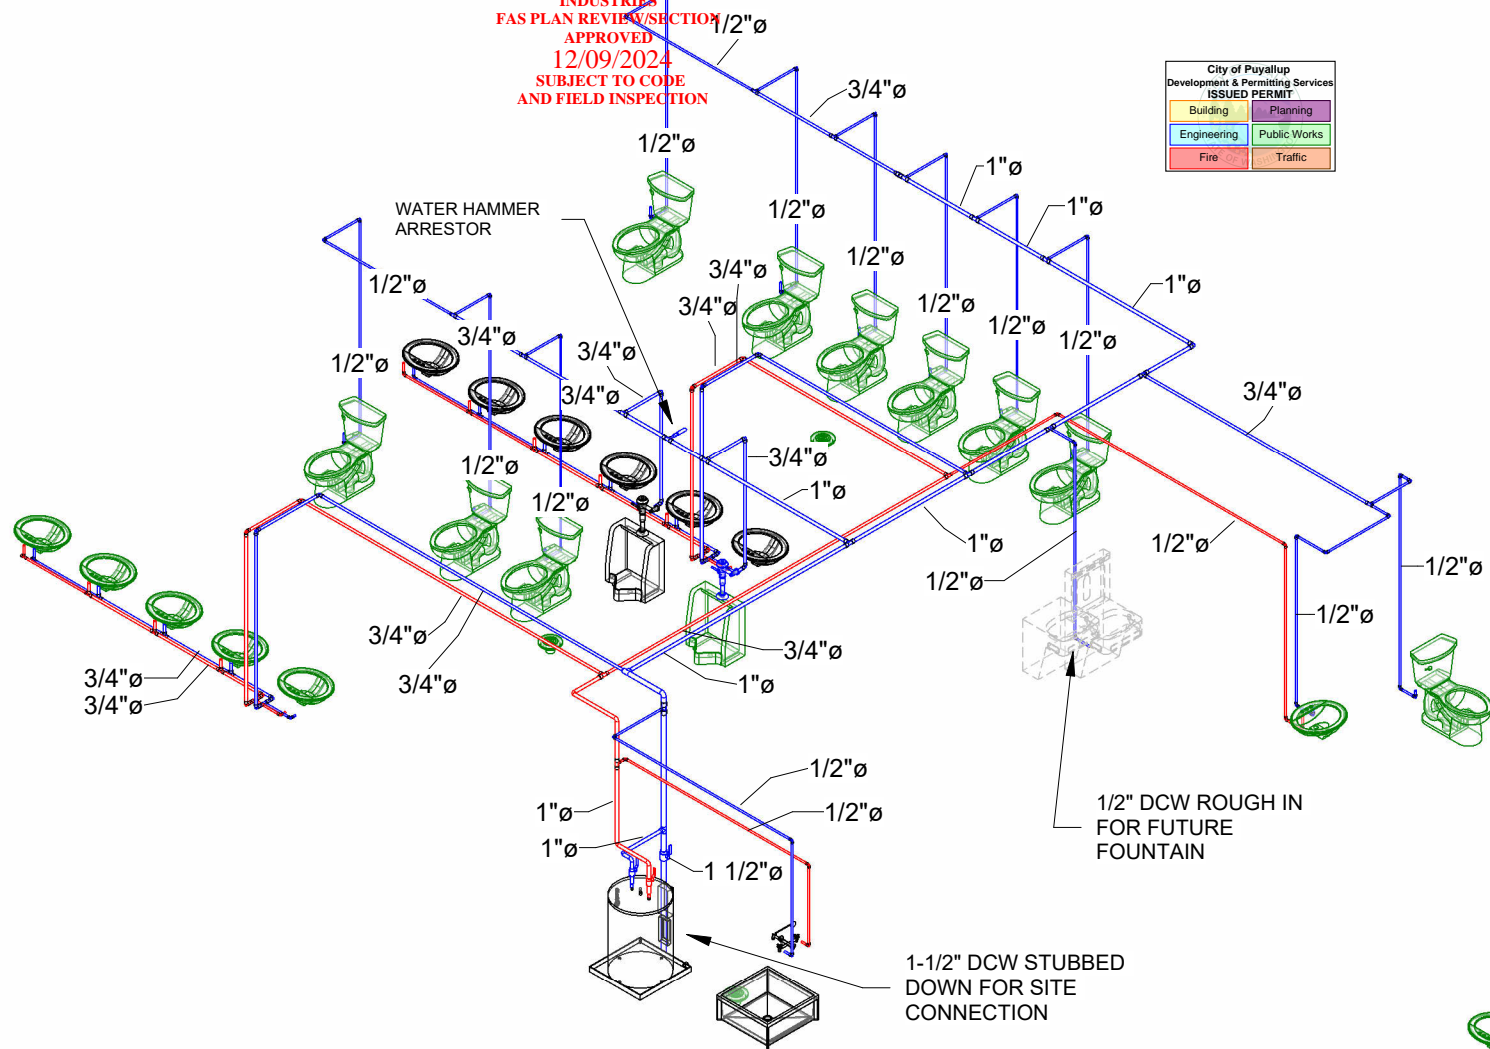 INDUSTRIES
FAS PLAN REVIEW/SECTION
APPROVED
12/09/2024
SUBJECT TO CODE
AND FIELD INSPECTION
1/2"ø
3/4"ø
City of Puyallup
Development & Permitting Services
ISSUED PERMIT
Building
Planning
Engineering
Public Works
Fire
Traffic
1/2"ø
1"ø
WATER HAMMER
ARRESTOR
1/2"ø
1"ø
1/2"ø
3/4"ø
1"ø
1/2"ø
3/4"ø
1/2"ø
1/2"ø
3/4"ø
1/2"ø
3/4"ø
1/2"ø
3/4"ø
3/4"ø
3/4"ø
3/4"ø
1/2"ø
1"ø
1/2"ø
1"ø
1/2"ø
1/2"ø
1/2"ø
1/2"ø
3/4"ø
3/4"ø
3/4"ø
3/4"ø
1"ø
3/4"ø
1/2"ø
1"ø
1/2"ø
1"ø
1 1/2"ø
1/2" DCW ROUGH IN
FOR FUTURE
FOUNTAIN
1-1/2" DCW STUBBED
DOWN FOR SITE
CONNECTION